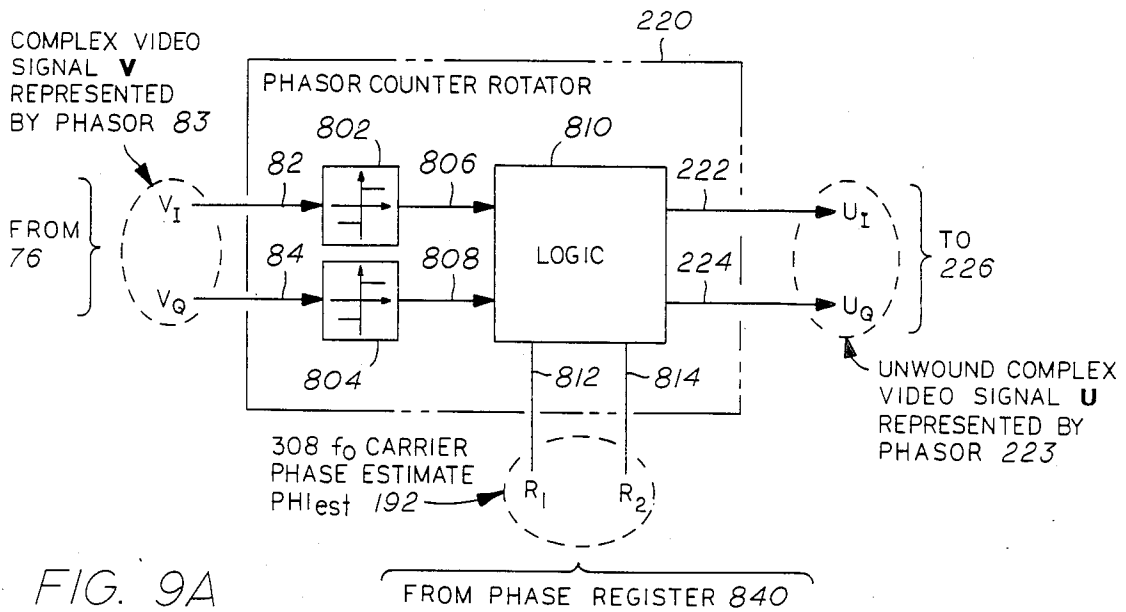 220
COMPLEX VIDEO
SIGNAL V
REPRESENTED
BY PHASOR 83
PHASOR COUNTER ROTATOR
802
810
82
806
222
V_I
U_I
FROM
76
LOGIC
TO
226
84
808
224
V_Q
U_Q
804
812
814
UNWOUND COMPLEX
VIDEO SIGNAL U
REPRESENTED BY
PHASOR 223
308 f_0 CARRIER
PHASE ESTIMATE
PHI_est 192
R_1
R_2
FIG. 9A
FROM PHASE REGISTER 840